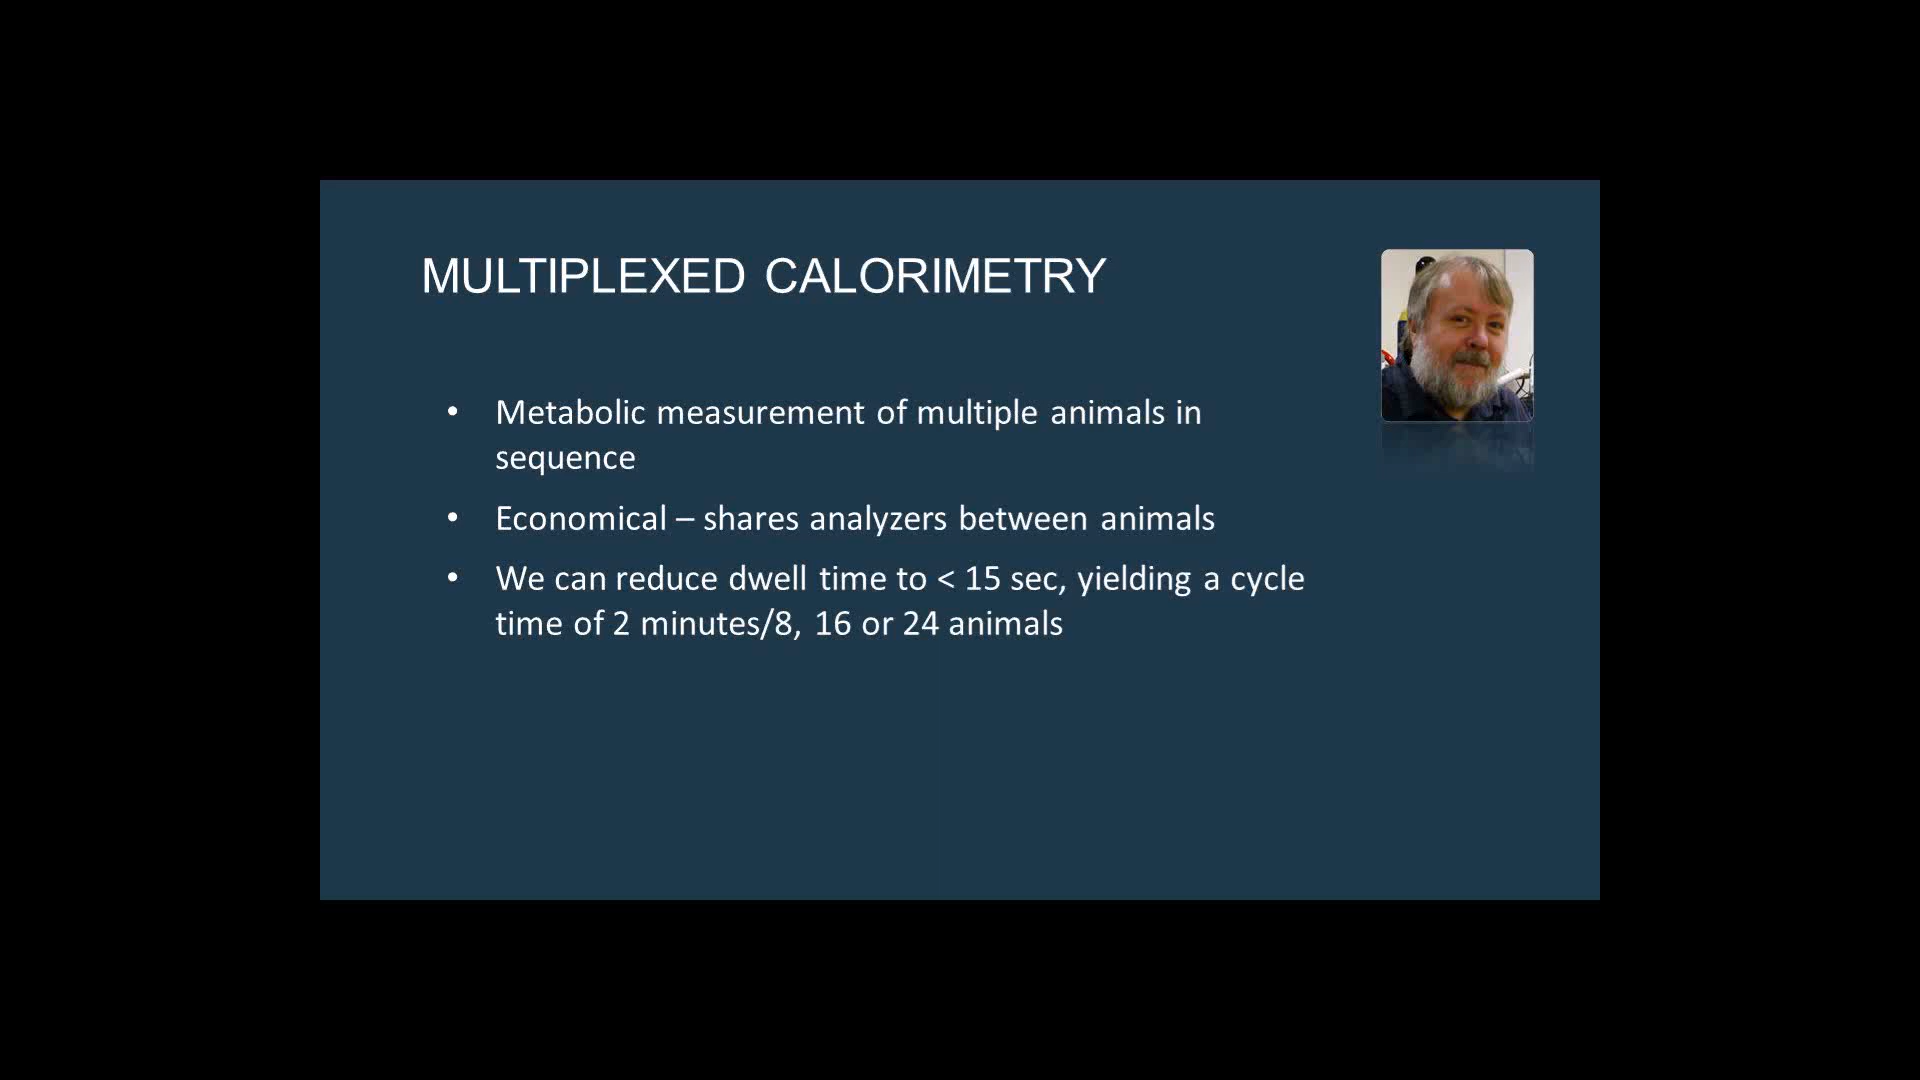 MULTIPLEXED CALORIMETRY
• Metabolic measurement of multiple animals in
sequence
• Economical – shares analyzers between animals
• We can reduce dwell time to < 15 sec, yielding a cycle
time of 2 minutes/8, 16 or 24 animals